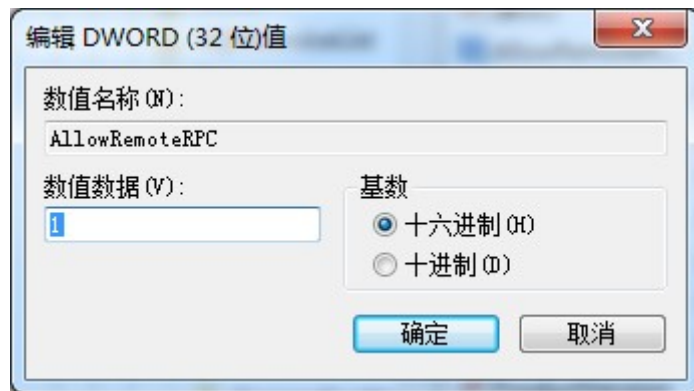 编辑 DWORD (32 位)值
数值名称(N):
AllowRemoteRPC
数值数据(V):
1
基数
十六进制(H)
十进制(D)
确定
取消